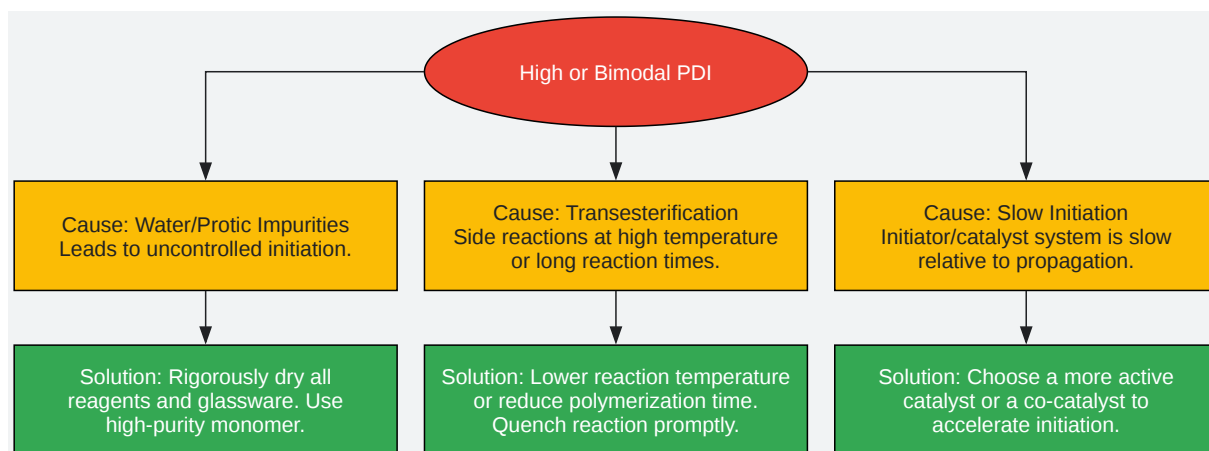 High or Bimodal PDI
Cause: Water/Protic Impurities
Leads to uncontrolled initiation.
Cause: Transesterification
Side reactions at high temperature
or long reaction times.
Cause: Slow Initiation
Initiator/catalyst system is slow
relative to propagation.
Solution: Rigorously dry all
reagents and glassware. Use
high-purity monomer.
Solution: Lower reaction temperature
or reduce polymerization time.
Quench reaction promptly.
Solution: Choose a more active
catalyst or a co-catalyst to
accelerate initiation.